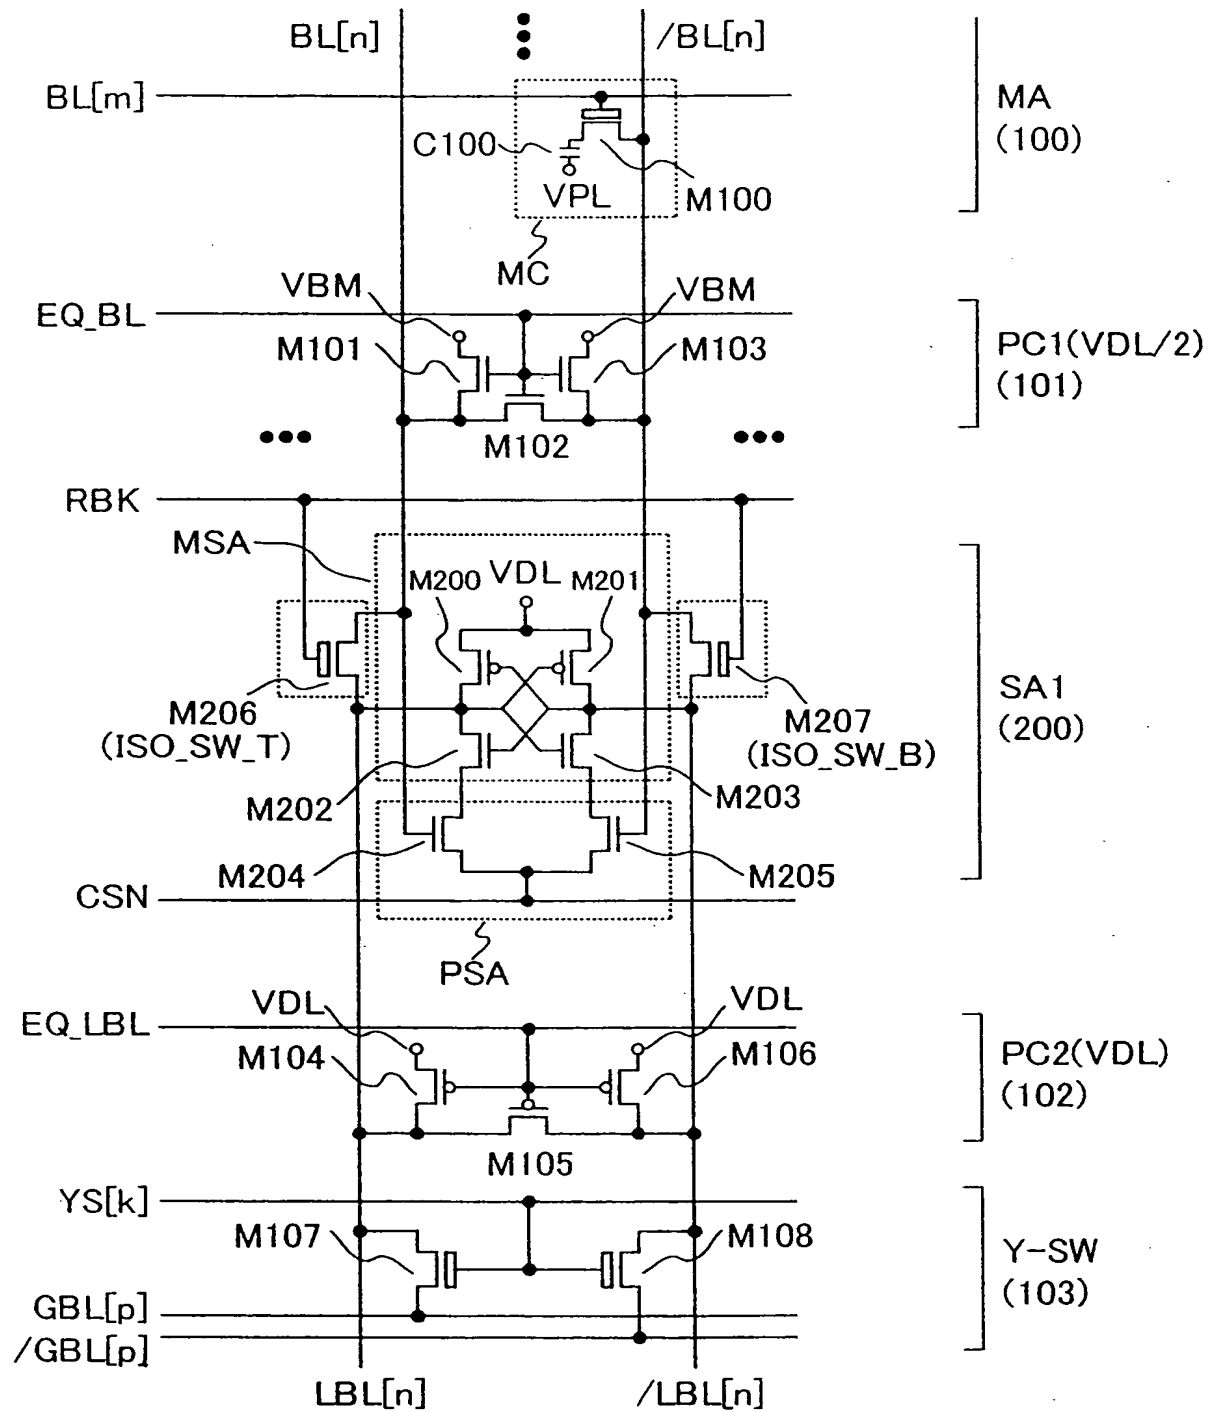 BL[n]
/BL[n]
BL[m]
MA
(100)
C100
VPL
M100
MC
VBM
VBM
EQ_BL
M101
M103
PC1(VDL/2)
(101)
M102
RBK
MSA
M200
VDL
M201
M206
(ISO_SW_T)
M207
(ISO_SW_B)
SA1
(200)
M202
M203
M204
M205
CSN
PSA
VDL
VDL
EQ_LBL
M104
M106
PC2(VDL)
(102)
M105
YS[k]
M107
M108
Y-SW
(103)
GBL[p]
/GBL[p]
LBL[n]
/LBL[n]